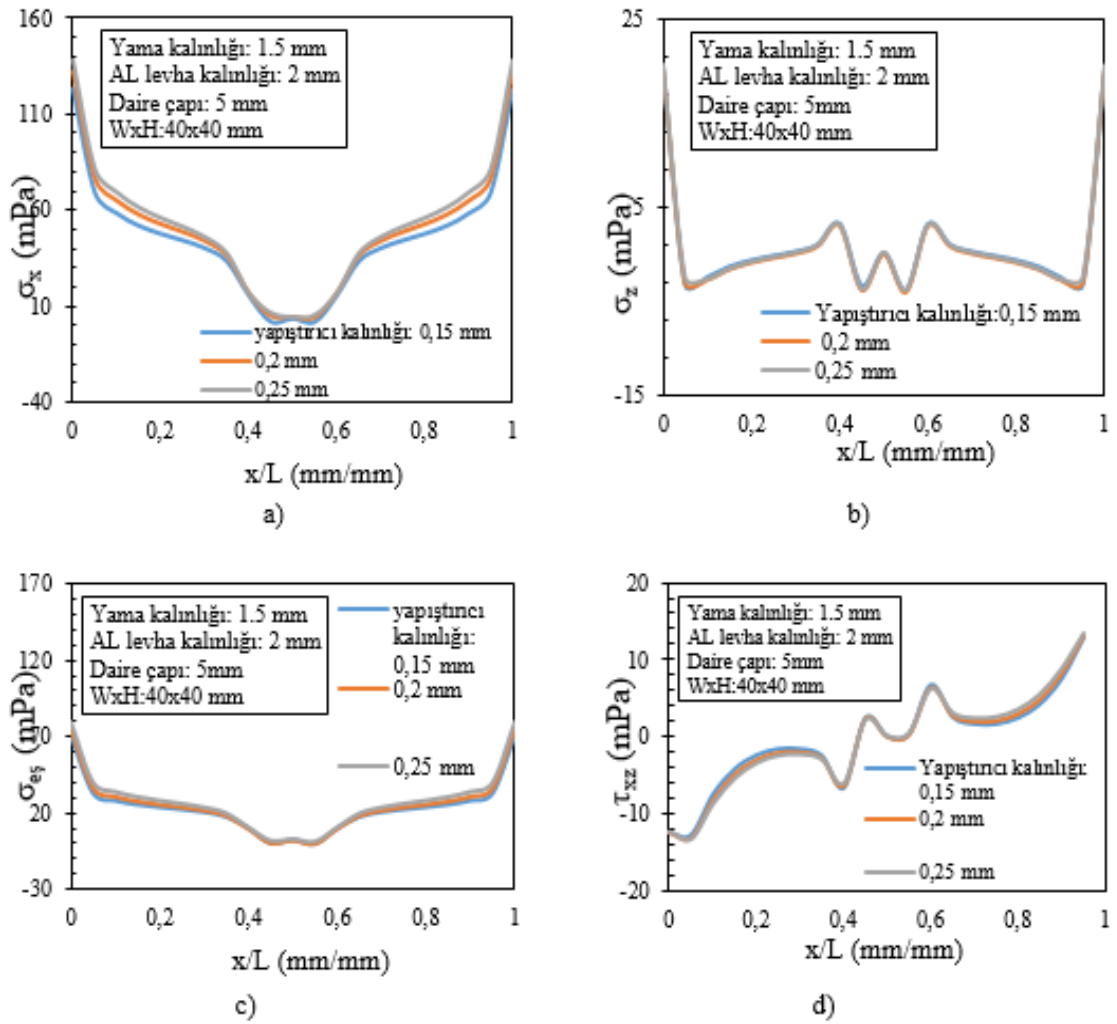 160
110
60
10
-40
σx (mPa)
Yama kalınlığı: 1.5 mm
AL levha kalınlığı: 2 mm
Daire çapı: 5 mm
WxH:40x40 mm
yapıştırıcı kalınlığı: 0,15 mm
0,2 mm
0,25 mm
0 0,2 0,4 0,6 0,8 1
x/L (mm/mm)
a)
25
5
-15
σz (mPa)
Yama kalınlığı: 1.5 mm
AL levha kalınlığı: 2 mm
Daire çapı: 5mm
WxH:40x40 mm
Yapıştırıcı kalınlığı:0,15 mm
0,2 mm
0,25 mm
0 0,2 0,4 0,6 0,8 1
x/L (mm/mm)
b)
170
120
70
20
-30
σeş (mPa)
Yama kalınlığı: 1.5 mm
AL levha kalınlığı: 2 mm
Daire çapı: 5mm
WxH:40x40 mm
yapıştırıcı
kalınlığı:
0,15 mm
0,2 mm
0,25 mm
0 0,2 0,4 0,6 0,8 1
x/L (mm/mm)
c)
20
10
0
-10
-20
τxz (mPa)
Yama kalınlığı: 1.5 mm
AL levha kalınlığı: 2 mm
Daire çapı: 5mm
WxH:40x40 mm
Yapıştırıcı kalınlığı:
0,15 mm
0,2 mm
0,25 mm
0 0,2 0,4 0,6 0,8 1
x/L (mm/mm)
d)